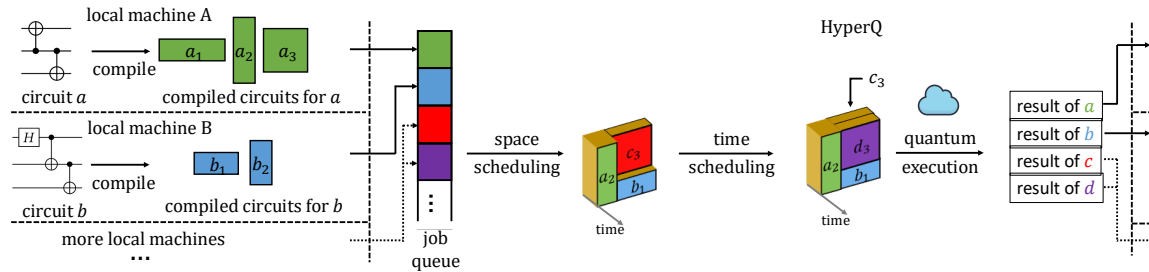 local machine A
compile
circuit a
a1
a2
a3
compiled circuits for a
local machine B
H
compile
circuit b
b1
b2
compiled circuits for b
more local machines
...
⋮
job
queue
space
scheduling
a2
c3
b1
time
time
scheduling
HyperQ
c3
a2
d3
b1
time
quantum
execution
result of a
result of b
result of c
result of d